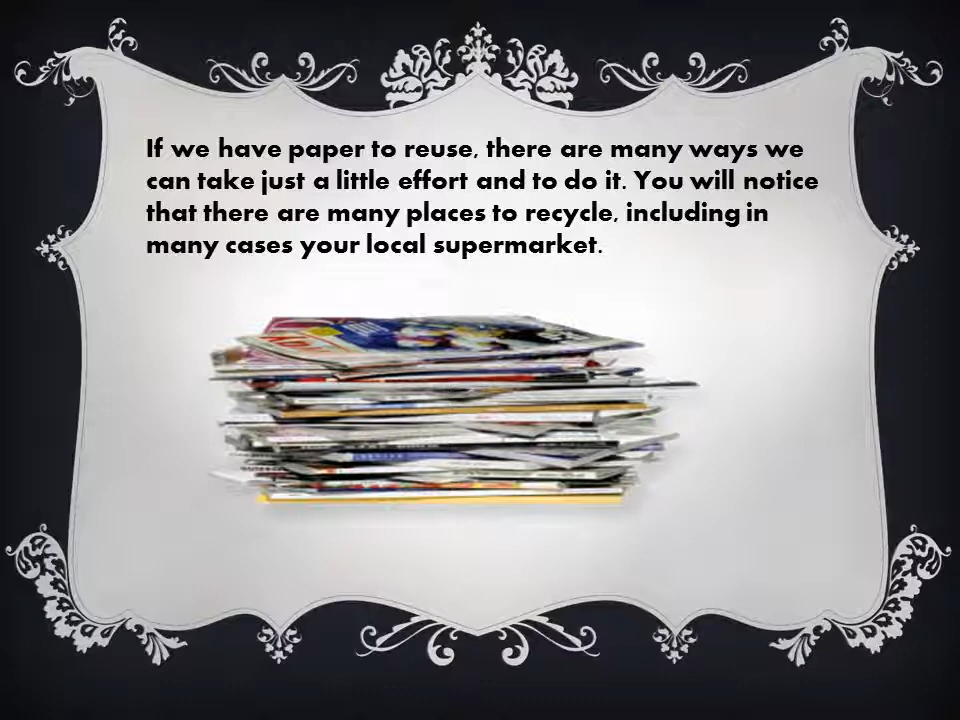 If we have paper to reuse, there are many ways we
can take just a little effort and to do it. You will notice
that there are many places to recycle, including in
many cases your local supermarket.